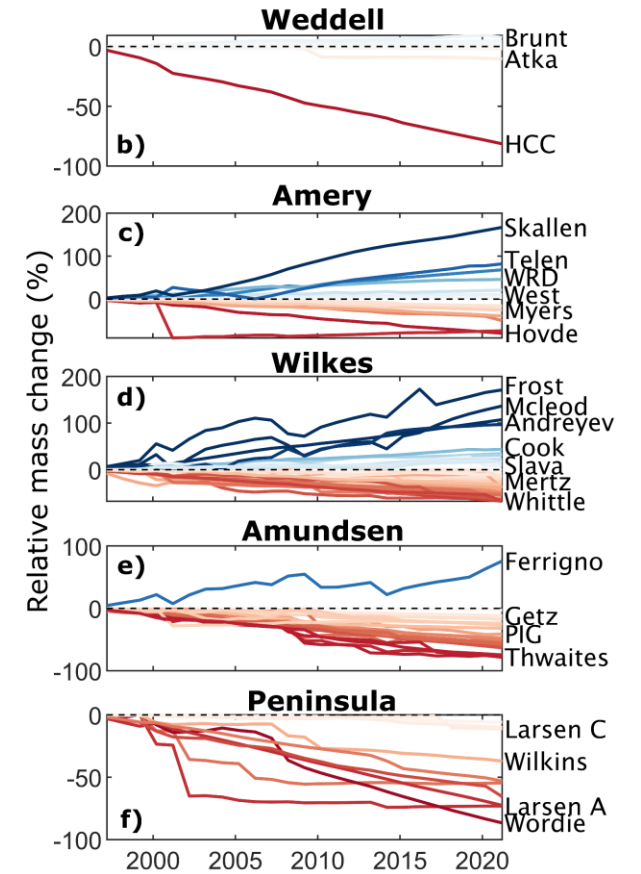 Weddell
0
-50
-100
b)
Brunt
Atka
HCC
Amery
200
100
0
c)
Skallen
Telen
WRD
West
Myers
Hovde
Wilkes
200
100
0
d)
Frost
Mcleod
Andreyev
Cook
Slava
Mertz
Whittle
Amundsen
100
0
-100
e)
Ferrigno
Getz
PIG
Thwaites
Peninsula
0
-50
-100
f)
Larsen C
Wilkins
Larsen A
Wordie
2000 2005 2010 2015 2020
Relative mass change (%)